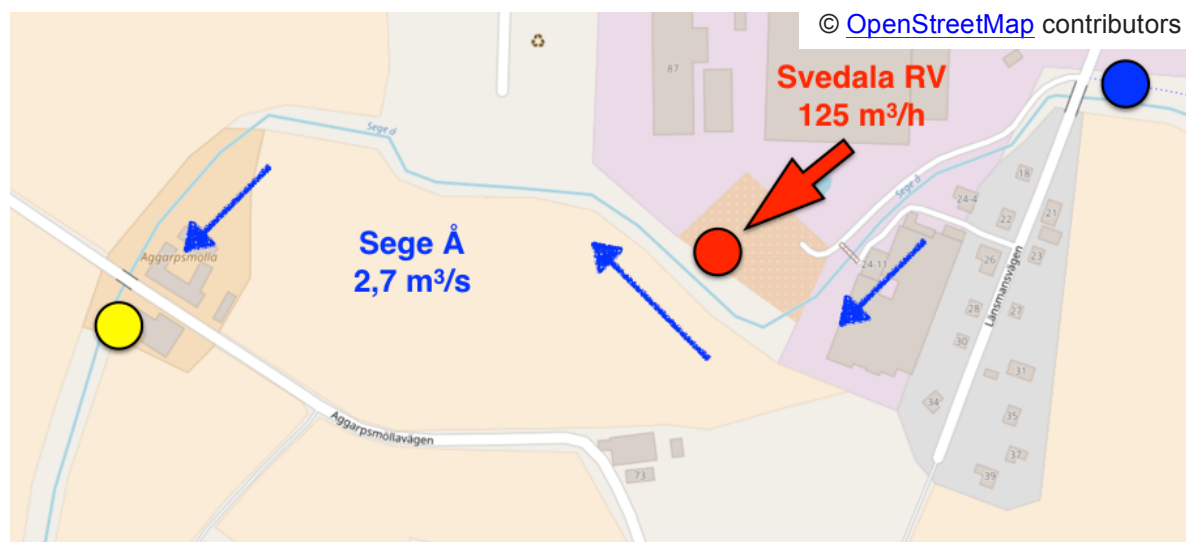 © OpenStreetMap contributors
87
Svedala RV
125 m³/h
Sege å
Sege å
18
24-4
22
21
Sege Å
2,7 m³/s
Aggarpsmölla
24-11
26
23
Länsmansvägen
28
27
30
31
34
35
Aggarpsmöllavägen
37
73
39